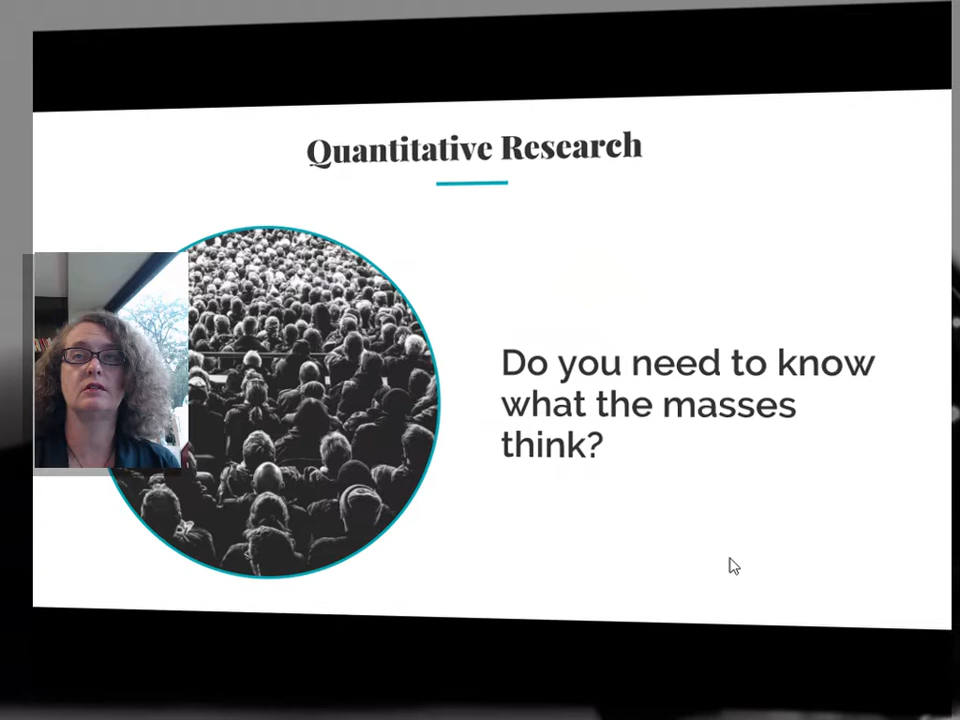 Quantitative Research
Do you need to know
what the masses
think?